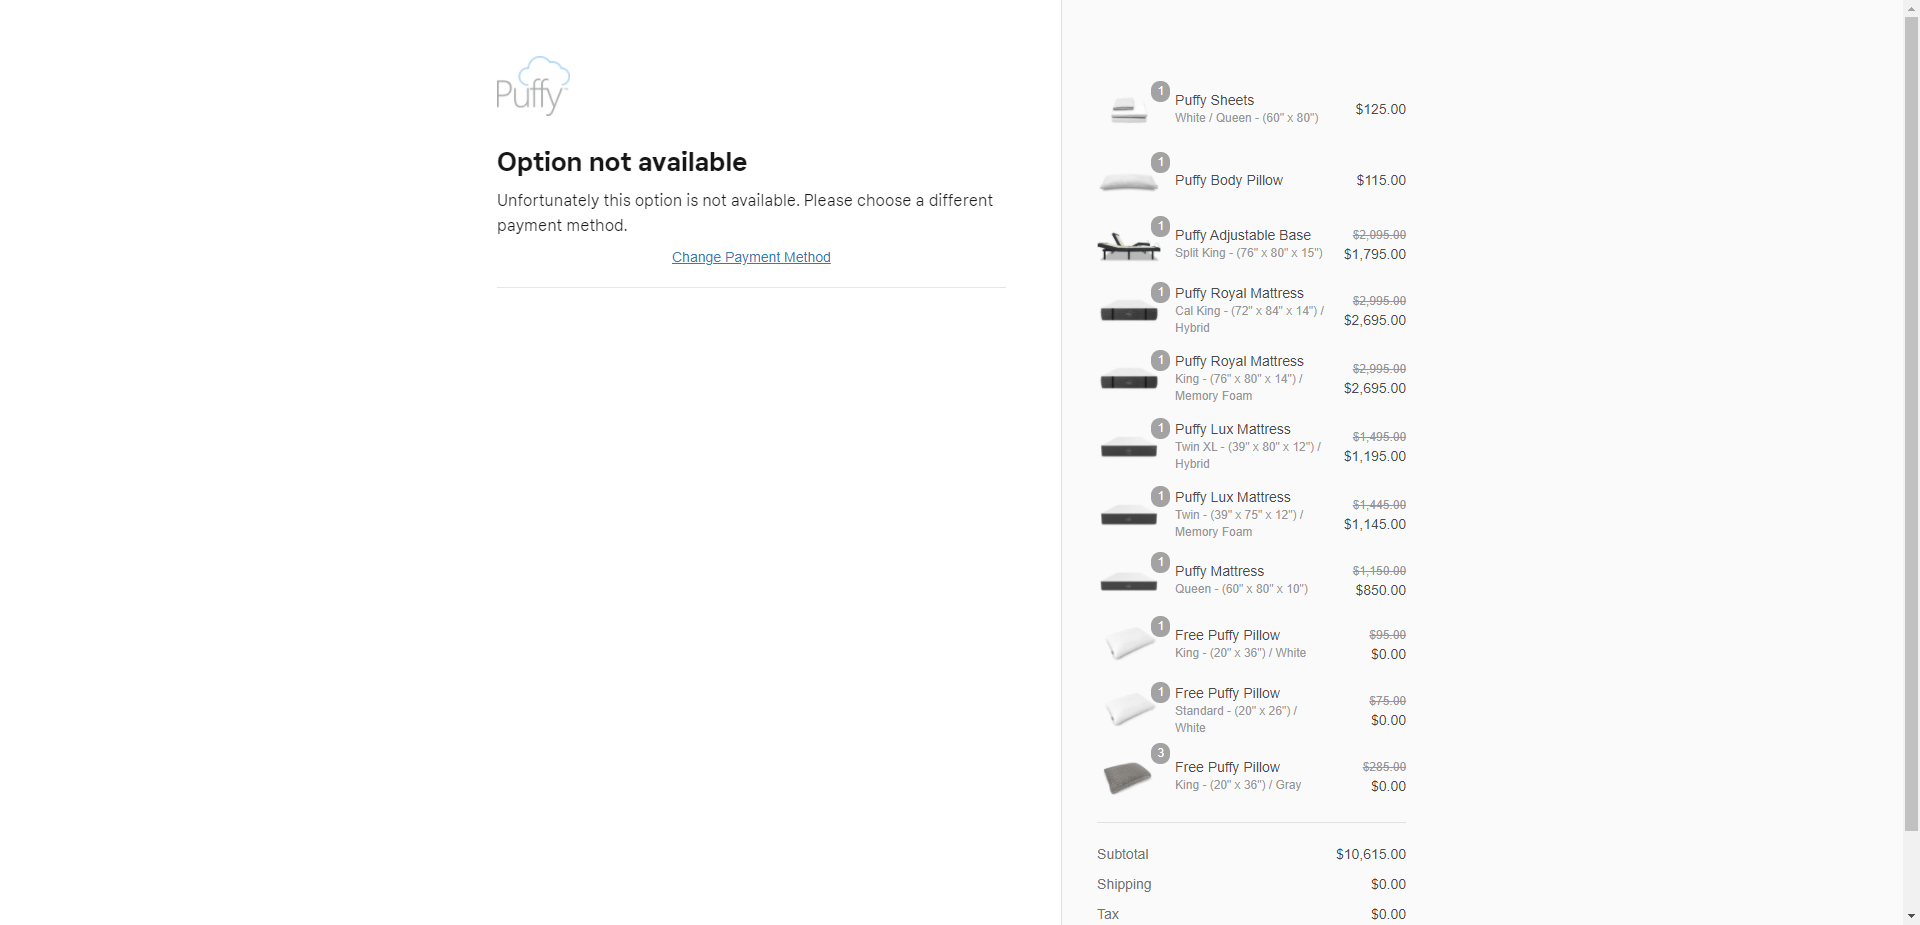 Puffy
Option not available
Unfortunately this option is not available. Please choose a different
payment method.
Change Payment Method
1
Puffy Sheets
White / Queen - (60" x 80")
$125.00
1
Puffy Body Pillow
$115.00
1
Puffy Adjustable Base
Split King - (76" x 80" x 15")
$2,095.00
$1,795.00
1
Puffy Royal Mattress
Cal King - (72" x 84" x 14") /
Hybrid
$2,995.00
$2,695.00
1
Puffy Royal Mattress
King - (76" x 80" x 14") /
Memory Foam
$2,995.00
$2,695.00
1
Puffy Lux Mattress
Twin XL - (39" x 80" x 12") /
Hybrid
$1,495.00
$1,195.00
1
Puffy Lux Mattress
Twin - (39" x 75" x 12") /
Memory Foam
$1,445.00
$1,145.00
1
Puffy Mattress
Queen - (60" x 80" x 10")
$1,150.00
$850.00
1
Free Puffy Pillow
King - (20" x 36") / White
$95.00
$0.00
1
Free Puffy Pillow
Standard - (20" x 26") /
White
$75.00
$0.00
3
Free Puffy Pillow
King - (20" x 36") / Gray
$285.00
$0.00
Subtotal $10,615.00
Shipping $0.00
Tax $0.00